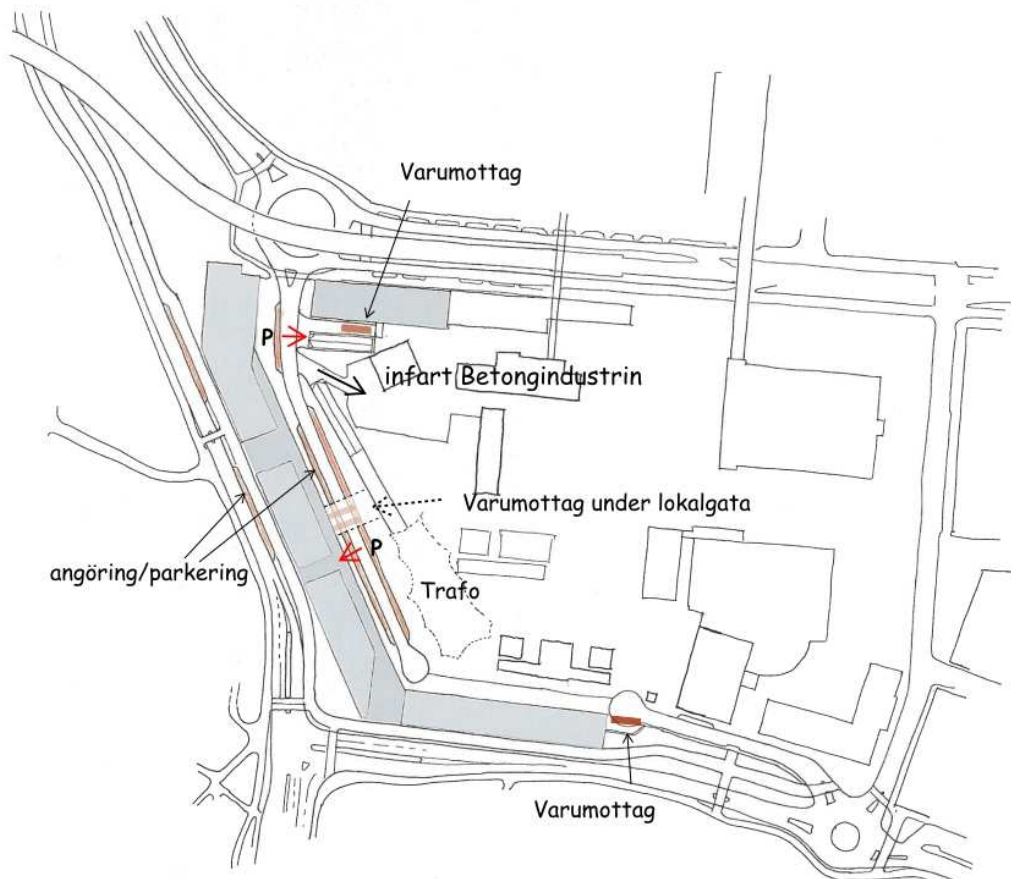 Varumottag
P
infart Betongindustrin
Varumottag under lokalgata
P
angöring/parkering
Trafo
Varumottag